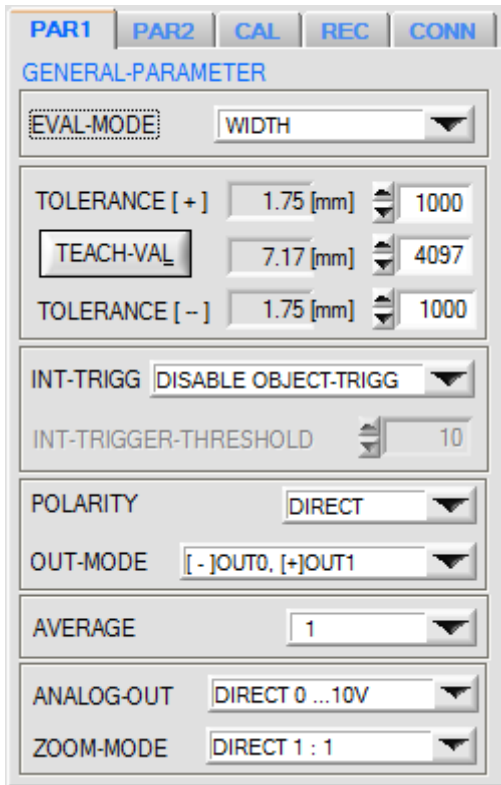 PAR1 PAR2 CAL REC CONN
GENERAL-PARAMETER
EVAL-MODE WIDTH
TOLERANCE [ + ] 1.75 [mm] 1000
TEACH-VAL 7.17 [mm] 4097
TOLERANCE [ -- ] 1.75 [mm] 1000
INT-TRIGG DISABLE OBJECT-TRIGG
INT-TRIGGER-THRESHOLD 10
POLARITY DIRECT
OUT-MODE [ - ]OUT0, [+]OUT1
AVERAGE 1
ANALOG-OUT DIRECT 0 ...10V
ZOOM-MODE DIRECT 1 : 1